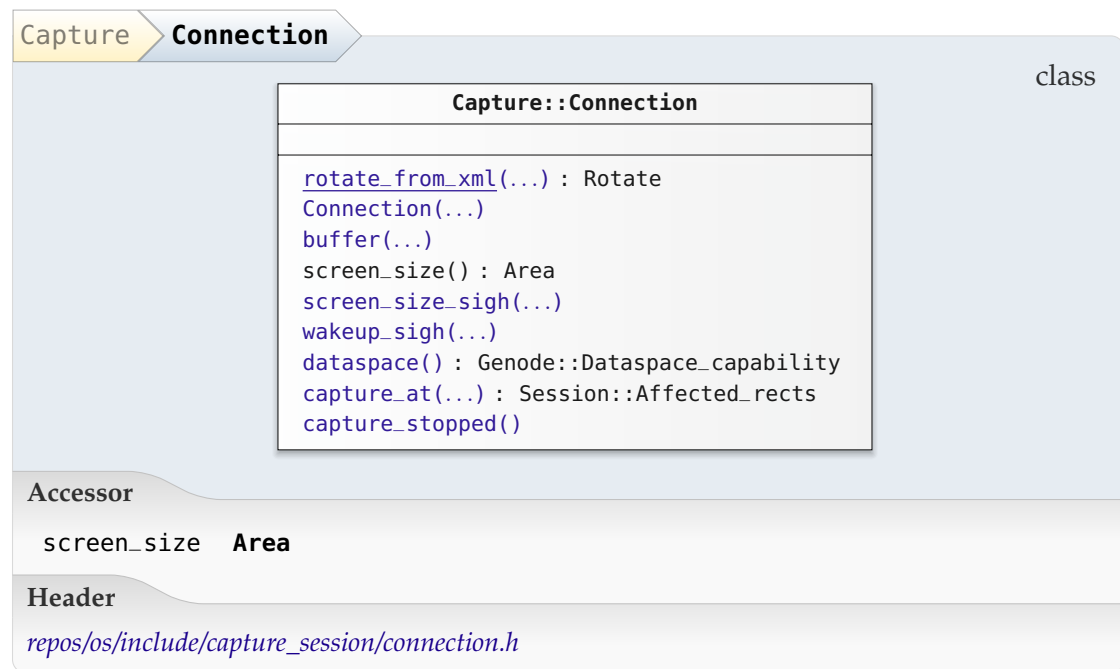 Capture Connection
class
Capture::Connection
rotate_from_xml(...) : Rotate
Connection(...)
buffer(...)
screen_size() : Area
screen_size_sigh(...)
wakeup_sigh(...)
dataspace() : Genode::Dataspace_capability
capture_at(...) : Session::Affected_rects
capture_stopped()
Accessor
screen_size Area
Header
repos/os/include/capture_session/connection.h